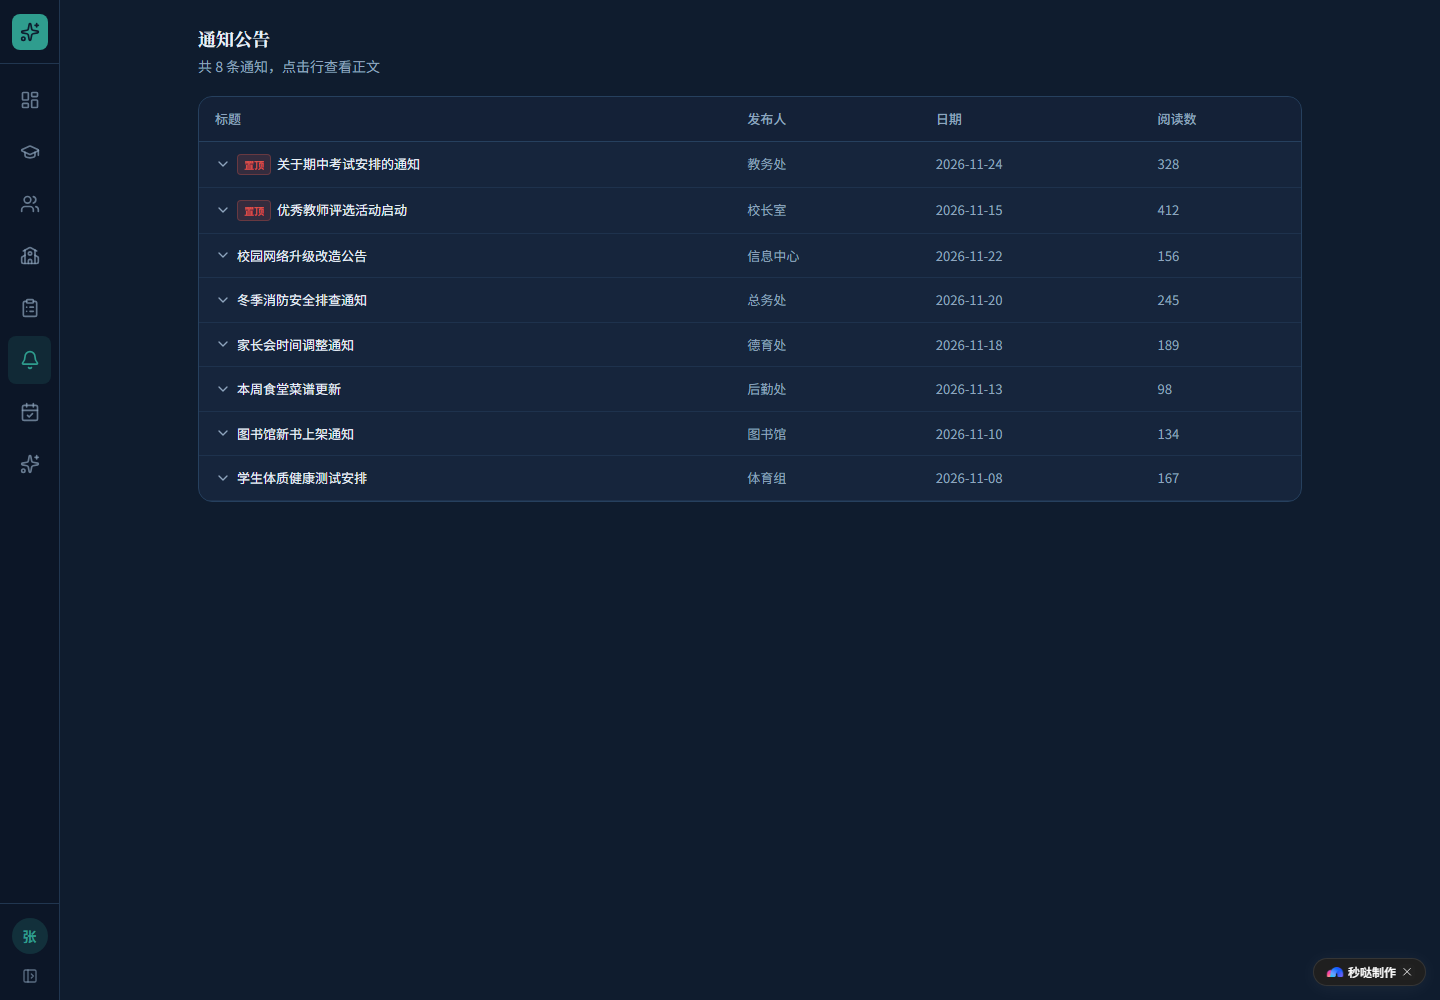 通知公告
共 8 条通知，点击行查看正文
标题 发布人 日期 阅读数
置顶 关于期中考试安排的通知 教务处 2026-11-24 328
置顶 优秀教师评选活动启动 校长室 2026-11-15 412
校园网络升级改造公告 信息中心 2026-11-22 156
冬季消防安全排查通知 总务处 2026-11-20 245
家长会时间调整通知 德育处 2026-11-18 189
本周食堂菜谱更新 后勤处 2026-11-13 98
图书馆新书上架通知 图书馆 2026-11-10 134
学生体质健康测试安排 体育组 2026-11-08 167
张
秒哒制作